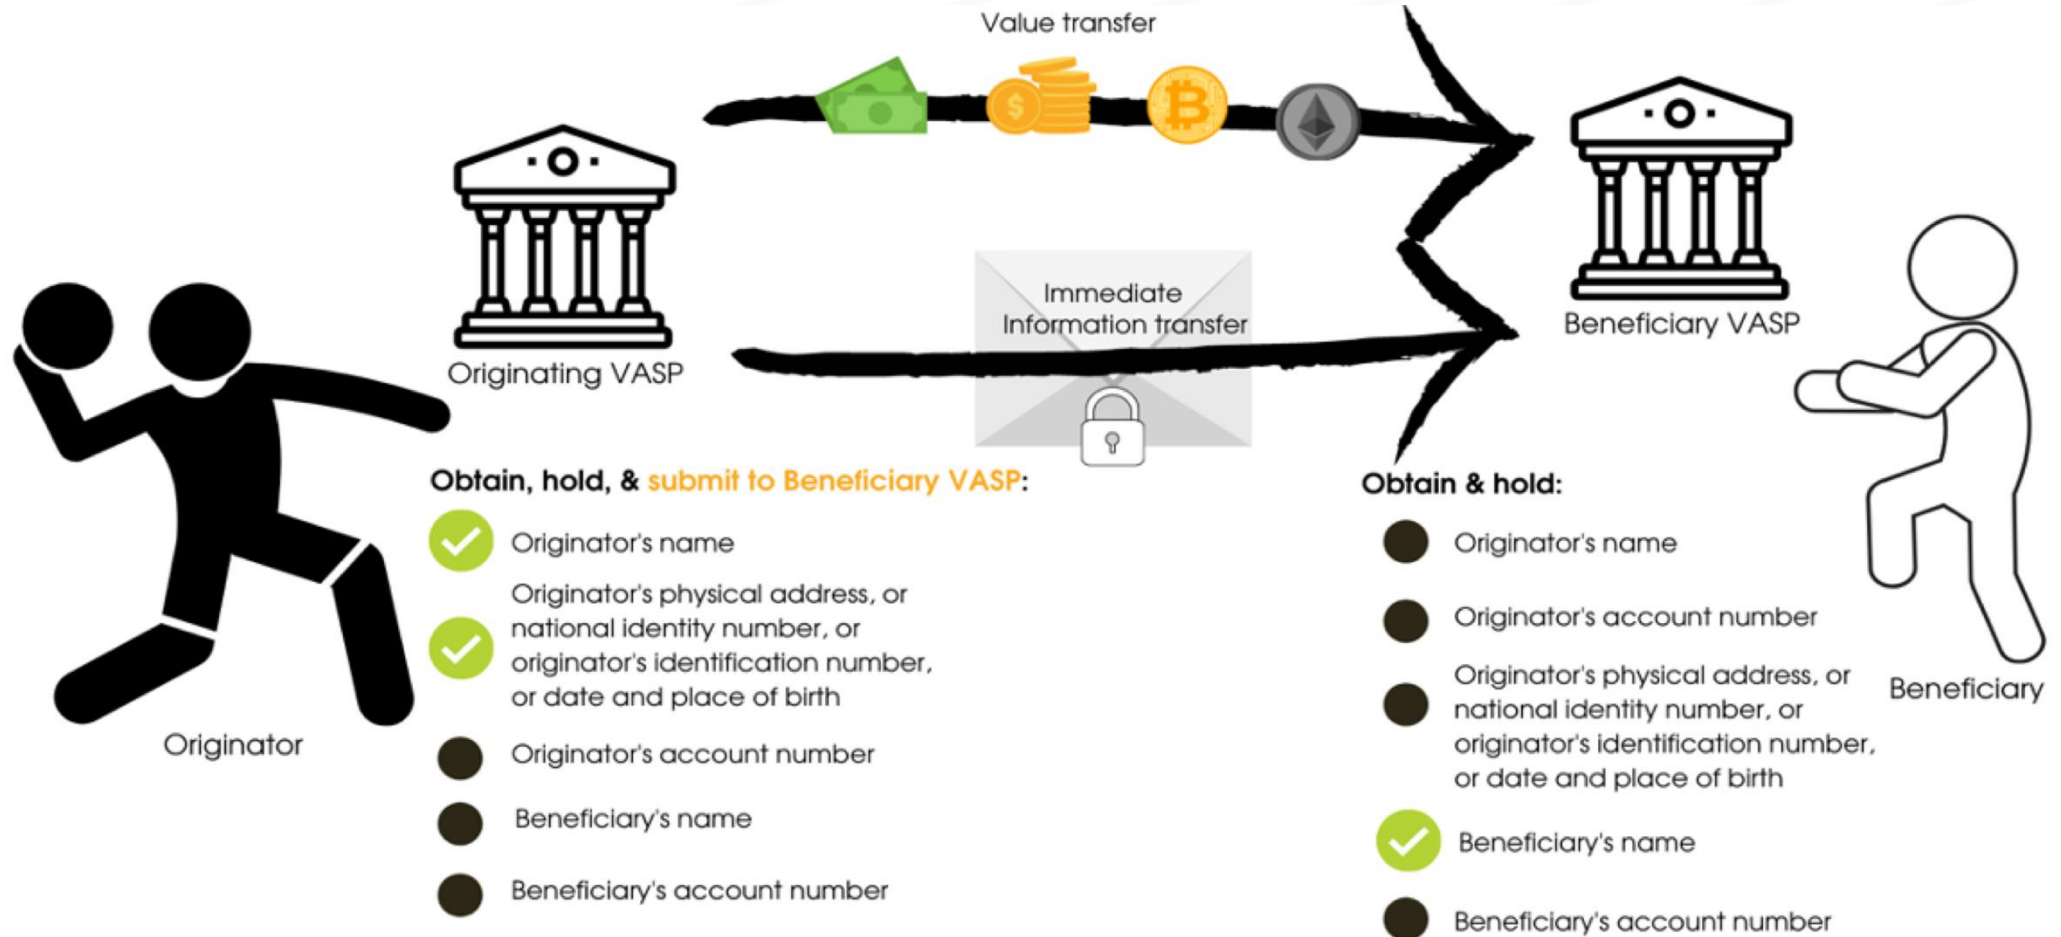 Value transfer
Immediate
Information transfer
Originating VASP
Beneficiary VASP
Originator
Beneficiary
Obtain, hold, & submit to Beneficiary VASP:
Originator's name
Originator's physical address, or
national identity number, or
originator's identification number,
or date and place of birth
Originator's account number
Beneficiary's name
Beneficiary's account number
Obtain & hold:
Originator's name
Originator's account number
Originator's physical address, or
national identity number, or
originator's identification number,
or date and place of birth
Beneficiary's name
Beneficiary's account number